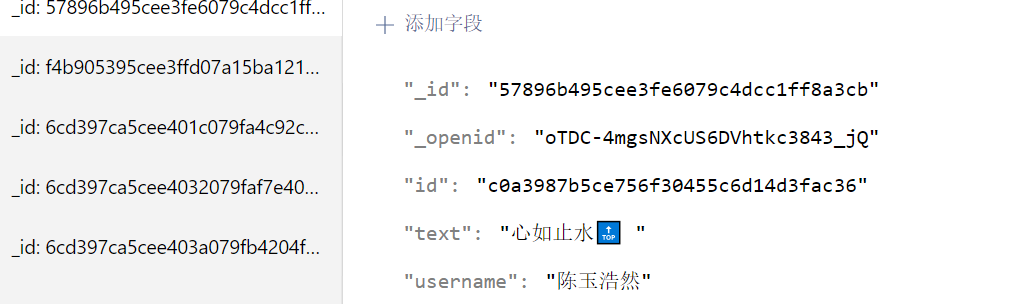 _id: 57896b495cee3fe6079c4dcc1ff...
_id: f4b905395cee3ffd07a15ba121...
_id: 6cd397ca5cee401c079fa4c92c...
_id: 6cd397ca5cee4032079faf7e40...
_id: 6cd397ca5cee403a079fb4204f...
+ 添加字段
"_id": "57896b495cee3fe6079c4dcc1ff8a3cb"
"_openid": "oTDC-4mgsNXcUS6DVhtkc3843_jQ"
"id": "c0a3987b5ce756f30455c6d14d3fac36"
"text": "心如止水🔝 "
"username": "陈玉浩然"